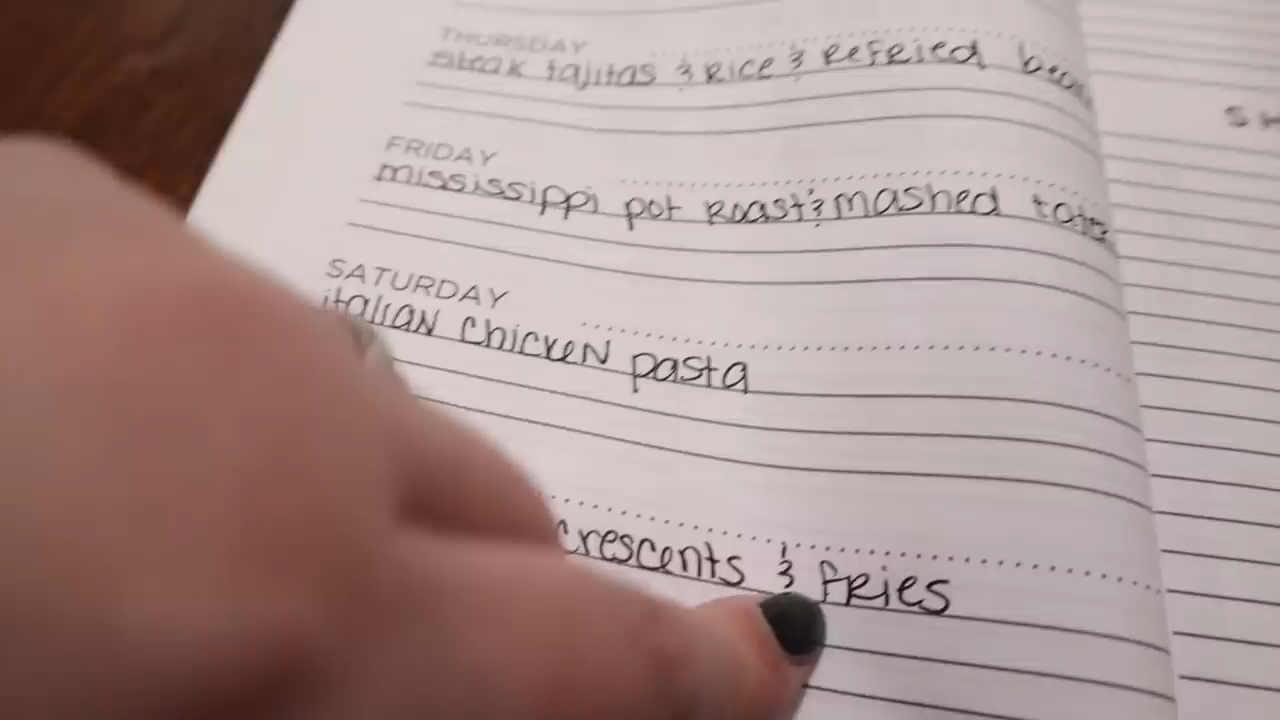 THURSDAY
steak fajitas & Rice & Refried
FRIDAY
mississippi pot Roast & mashed
SATURDAY
italian chicken pasta
crescents & fries